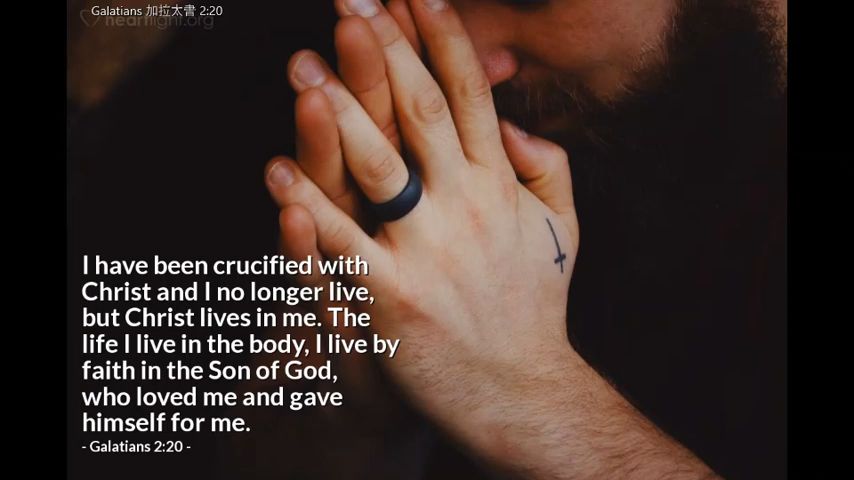 Galatians 加拉太書 2:20
heartlight.org
I have been crucified with
Christ and I no longer live,
but Christ lives in me. The
life I live in the body, I live by
faith in the Son of God,
who loved me and gave
himself for me.
- Galatians 2:20 -